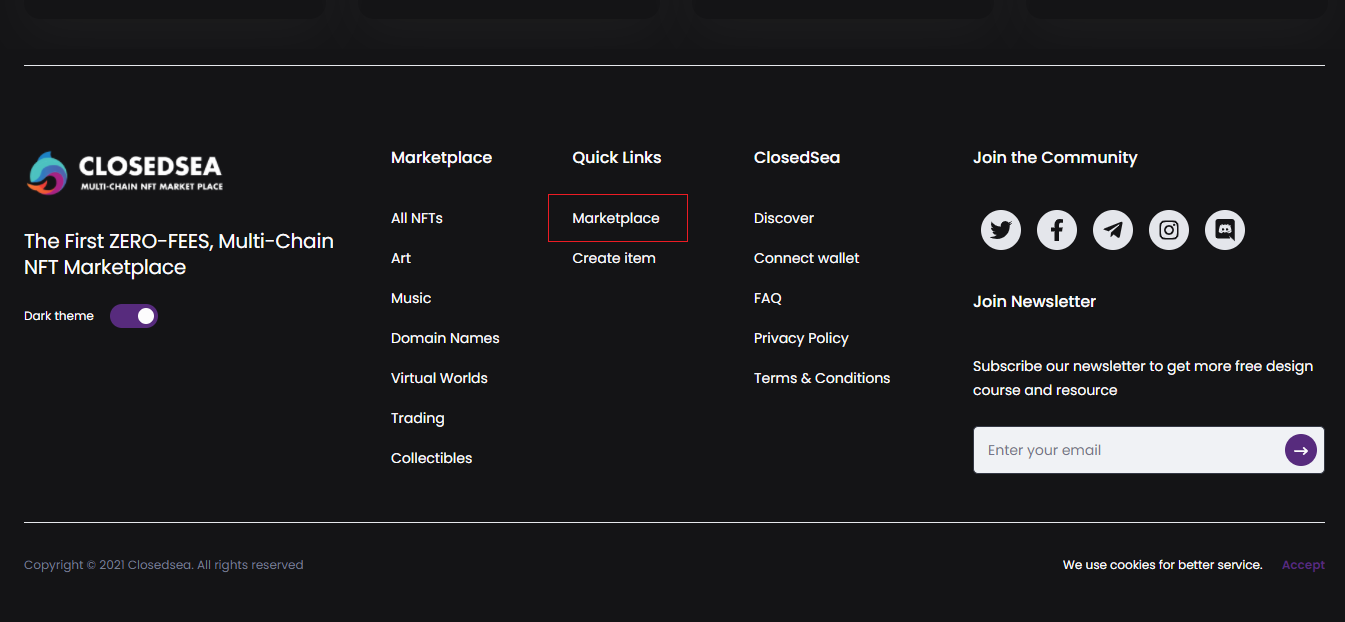 CLOSEDSEA
MULTI-CHAIN NFT MARKET PLACE
The First ZERO-FEES, Multi-Chain
NFT Marketplace
Dark theme
Marketplace
All NFTs
Art
Music
Domain Names
Virtual Worlds
Trading
Collectibles
Quick Links
Marketplace
Create item
ClosedSea
Discover
Connect wallet
FAQ
Privacy Policy
Terms & Conditions
Join the Community
Join Newsletter
Subscribe our newsletter to get more free design
course and resource
Enter your email
Copyright © 2021 Closedsea. All rights reserved
We use cookies for better service.
Accept